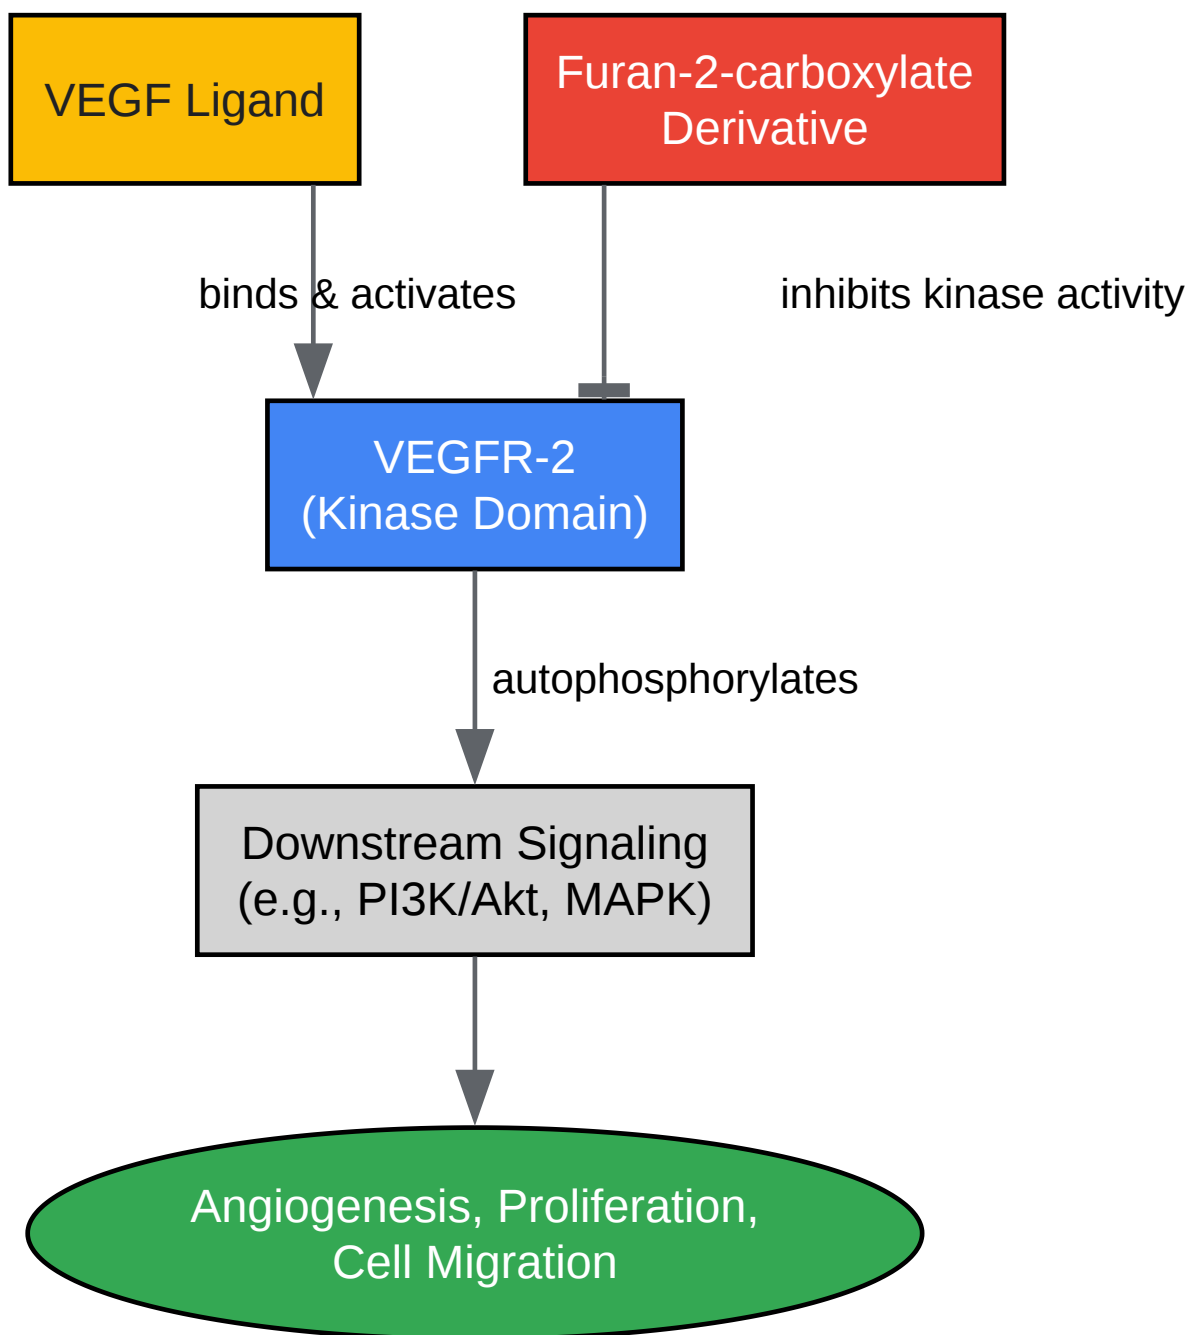 VEGF Ligand
Furan-2-carboxylate
Derivative
binds & activates
inhibits kinase activity
VEGFR-2
(Kinase Domain)
autophosphorylates
Downstream Signaling
(e.g., PI3K/Akt, MAPK)
Angiogenesis, Proliferation,
Cell Migration